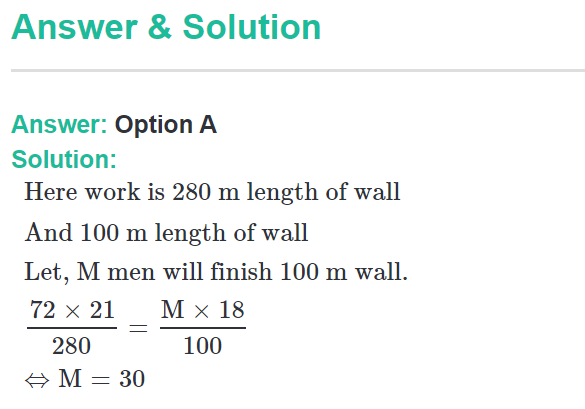 Answer & Solution
Answer: Option A
Solution:
Here work is 280 m length of wall
And 100 m length of wall
Let, M men will finish 100 m wall.
72 × 21 / 280 = M × 18 / 100
⇔ M = 30